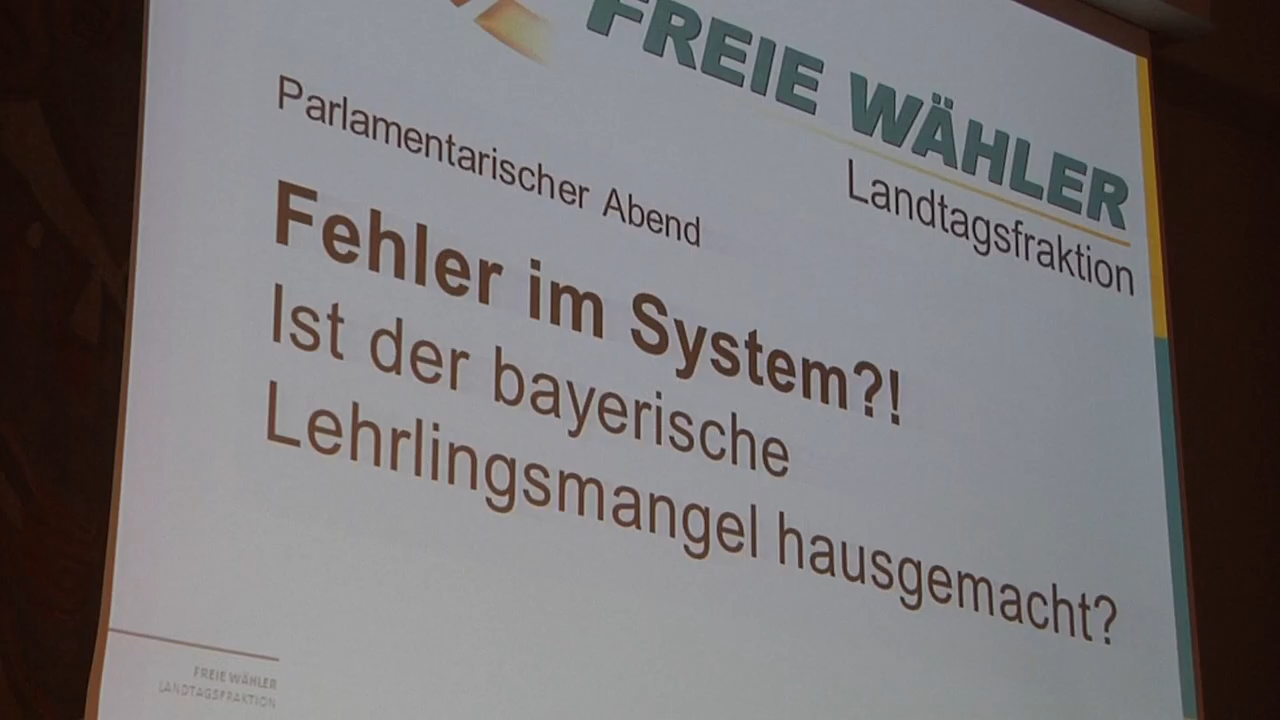 FREIE WÄHLER
Landtagsfraktion
Parlamentarischer Abend
Fehler im System?!
Ist der bayerische
Lehrlingsmangel hausgemacht?
FREIE WÄHLER
LANDTAGSFRAKTION